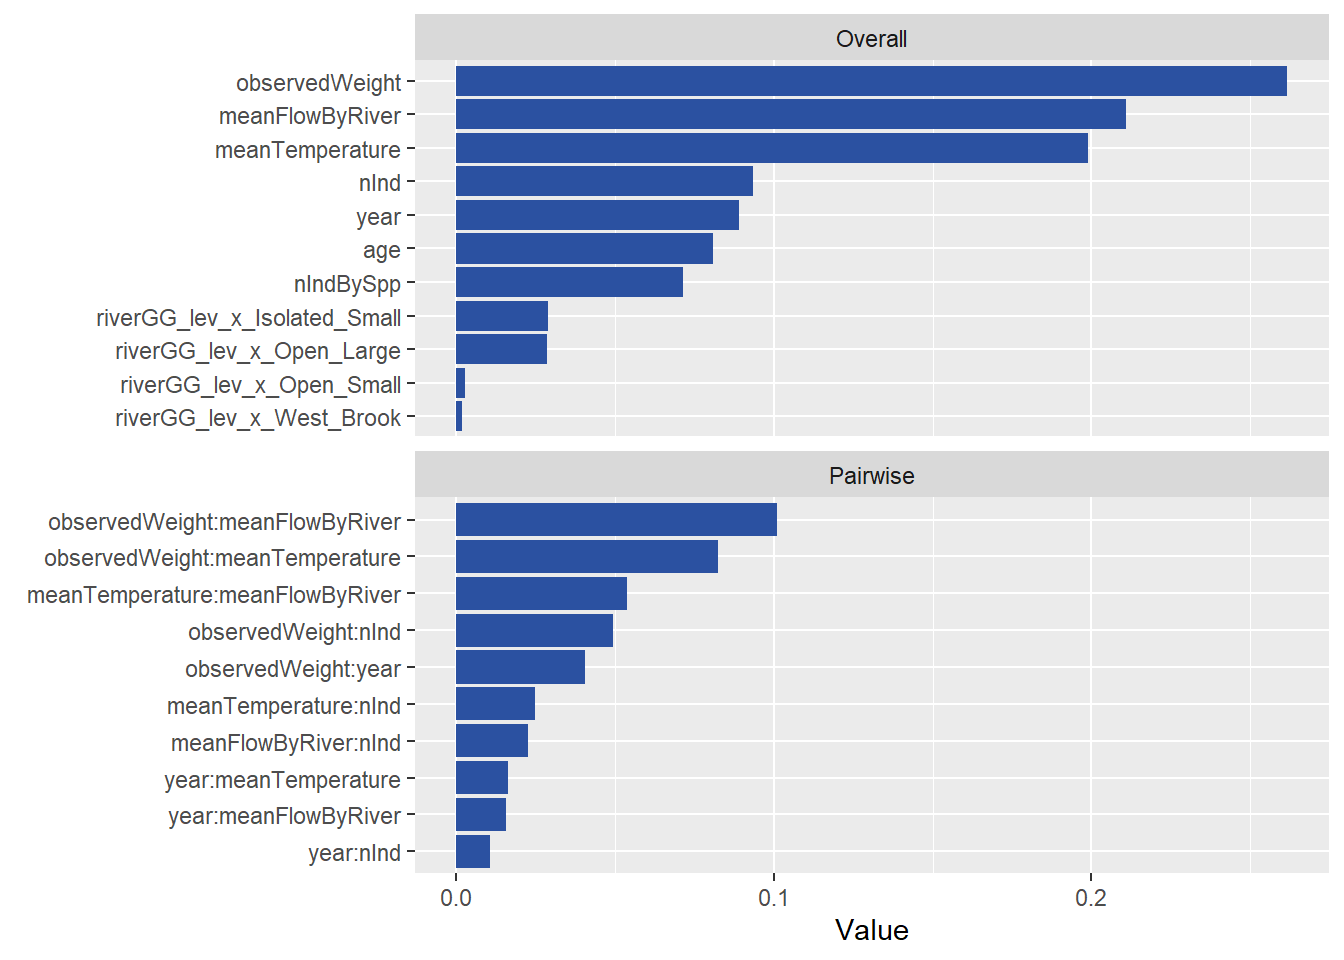 Overall
observedWeight
meanFlowByRiver
meanTemperature
nInd
year
age
nIndBySpp
riverGG_lev_x_Isolated_Small
riverGG_lev_x_Open_Large
riverGG_lev_x_Open_Small
riverGG_lev_x_West_Brook
Pairwise
observedWeight:meanFlowByRiver
observedWeight:meanTemperature
meanTemperature:meanFlowByRiver
observedWeight:nInd
observedWeight:year
meanTemperature:nInd
meanFlowByRiver:nInd
year:meanTemperature
year:meanFlowByRiver
year:nInd
0.0 0.1 0.2
Value